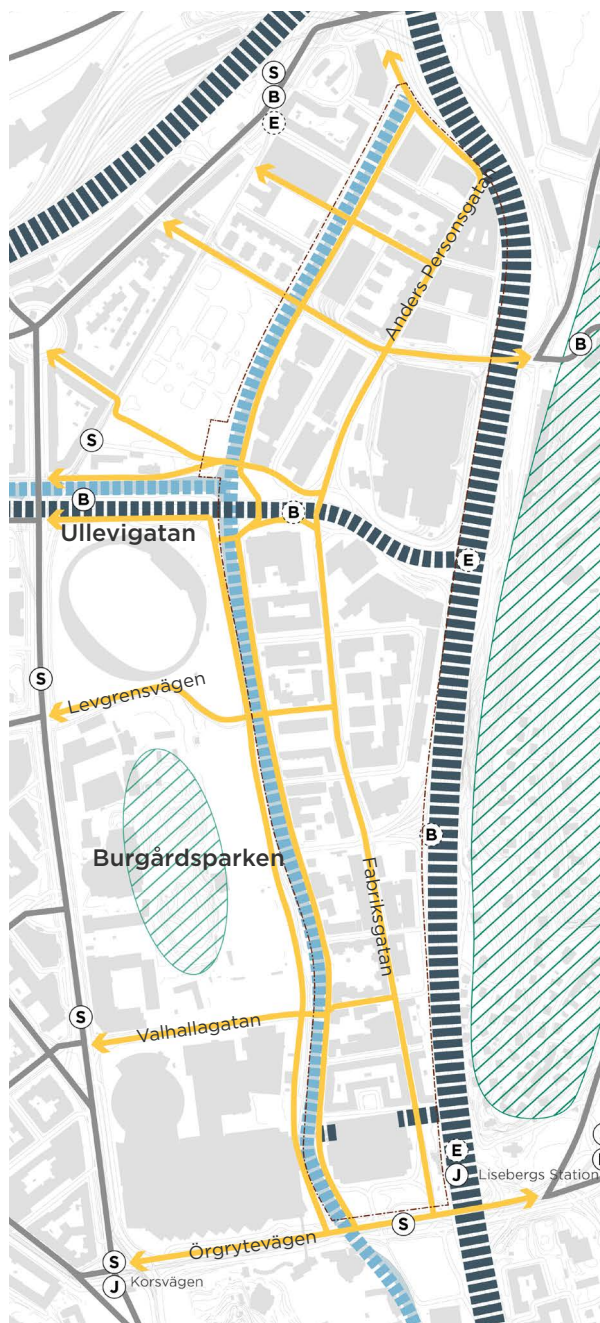 S
B
E
Anders Personsgatan
B
S
B
B
Ullevigatan
E
S
Levgrensvägen
B
Burgårdsparken
Fabriksgatan
S
Valhallagatan
E
J Lisebergs Station
S
Örgrytevägen
S
J Korsvägen